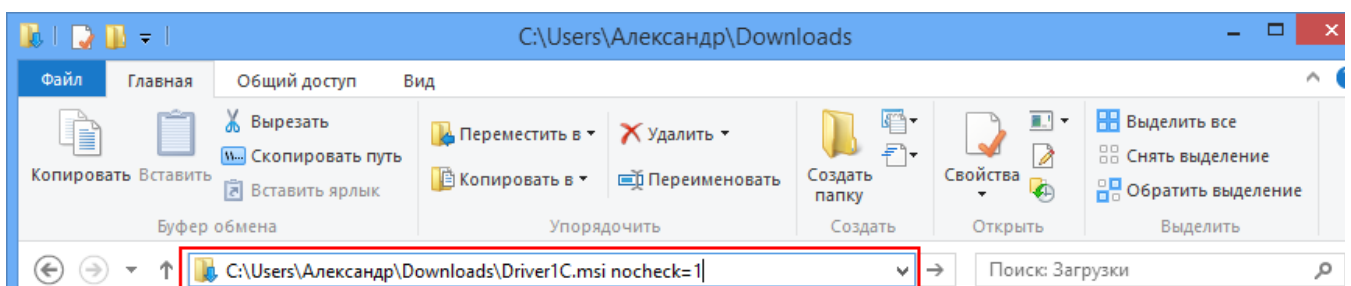 C:\Users\Александр\Downloads
Файл Главная Общий доступ Вид
Копировать
Вставить
Вырезать
Скопировать путь
Вставить ярлык
Буфер обмена
Переместить в
Копировать в
Удалить
Переименовать
Упорядочить
Создать
папку
Создать
Свойства
Открыть
Выделить все
Снять выделение
Обратить выделение
Выделить
C:\Users\Александр\Downloads\Driver1C.msi nocheck=1
Поиск: Загрузки